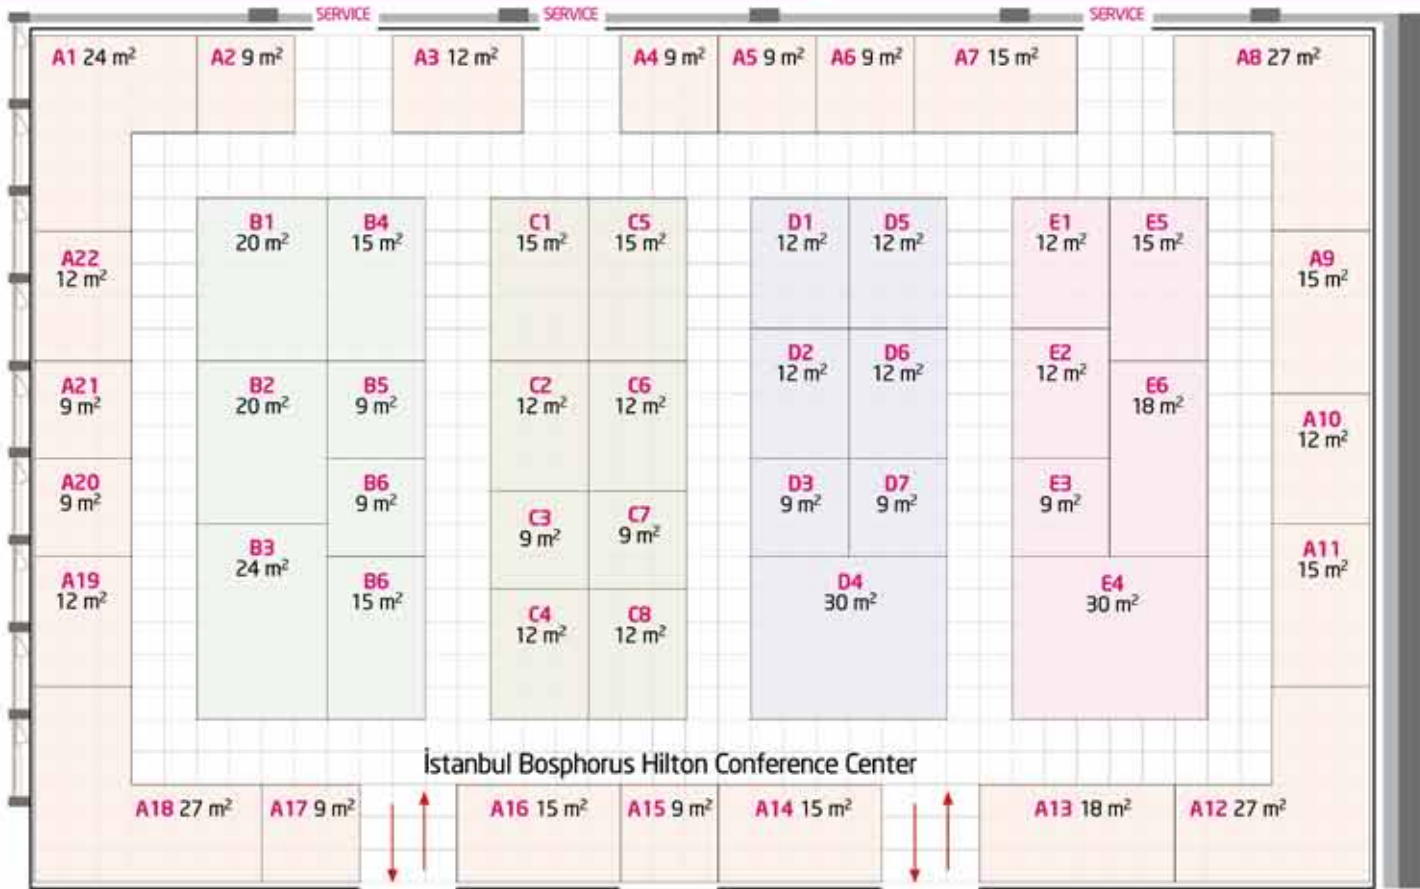 SERVICE
SERVICE
SERVICE
A1 24 m²
A2 9 m²
A3 12 m²
A4 9 m²
A5 9 m²
A6 9 m²
A7 15 m²
A8 27 m²
B1
20 m²
B4
15 m²
C1
15 m²
C5
15 m²
D1
12 m²
D5
12 m²
E1
12 m²
E5
15 m²
A22
12 m²
A9
15 m²
A21
9 m²
B2
20 m²
B5
9 m²
C2
12 m²
C6
12 m²
D2
12 m²
D6
12 m²
E2
12 m²
E6
18 m²
A10
12 m²
A20
9 m²
B6
9 m²
C3
9 m²
C7
9 m²
D3
9 m²
D7
9 m²
E3
9 m²
A19
12 m²
B3
24 m²
B6
15 m²
C4
12 m²
C8
12 m²
D4
30 m²
E4
30 m²
A11
15 m²
İstanbul Bosphorus Hilton Conference Center
A18 27 m²
A17 9 m²
A16 15 m²
A15 9 m²
A14 15 m²
A13 18 m²
A12 27 m²